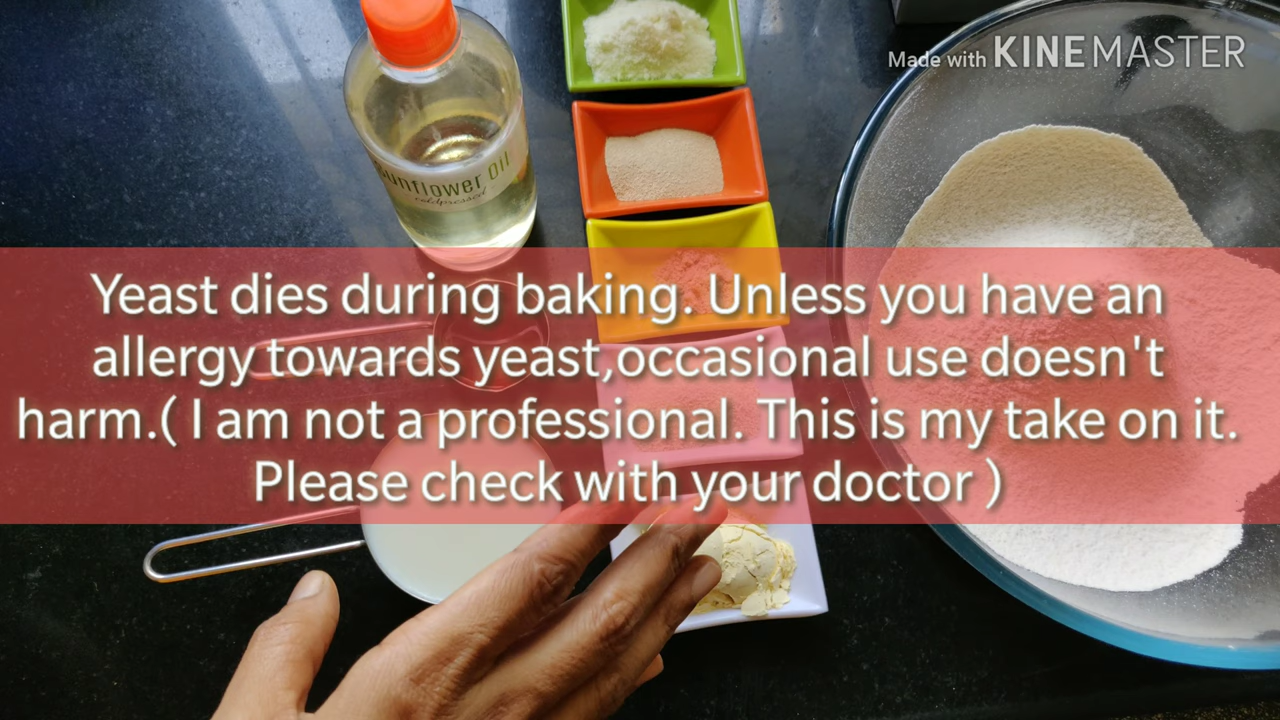 Made with KINEMASTER
Sunflower Oil
coldpressed
Yeast dies during baking. Unless you have an
allergy towards yeast,occasional use doesn't
harm.( I am not a professional. This is my take on it.
Please check with your doctor )